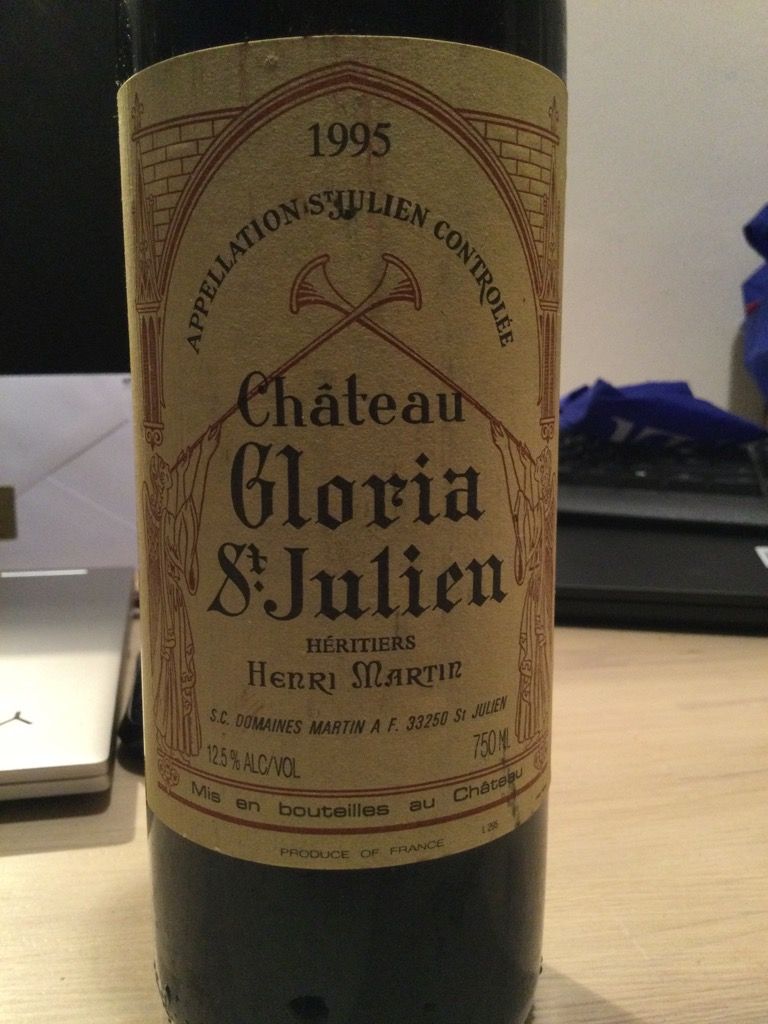 1995
APPELLATION ST JULIEN CONTROLÉE
Château
Gloria
St. Julien
HÉRITIERS
HENRI MARTIN
S.C. DOMAINES MARTIN A F. 33250 St JULIEN
12.5 % ALC/VOL
750 ML
Mis en bouteilles au Château
L 295
PRODUCE OF FRANCE